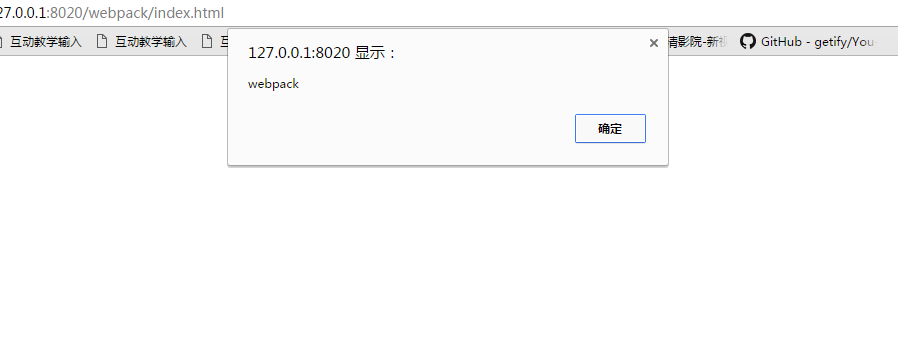 27.0.0.1:8020/webpack/index.html
互动教学输入
互动教学输入
GitHub - getify/You
127.0.0.1:8020 显示：
webpack
确定